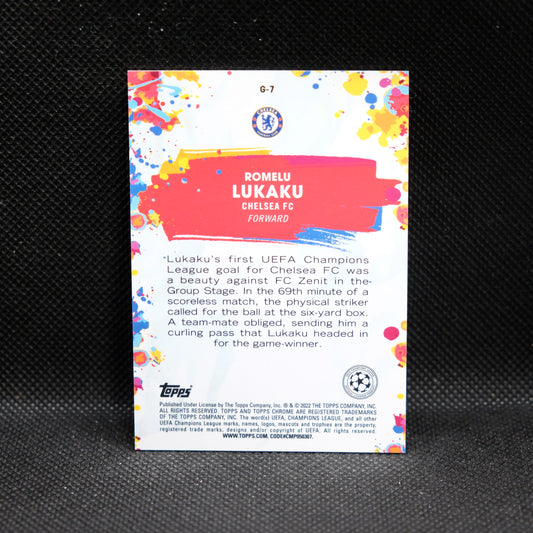 G-7
CHELSEA
ROMELU
LUKAKU
CHELSEA FC
FORWARD
Lukaku's first UEFA Champions
League goal for Chelsea FC was
a beauty against FC Zenit in the
Group Stage. In the 69th minute of a
scoreless match, the physical striker
called for the ball at the six-yard box.
A team-mate obliged, sending him a
curling pass that Lukaku headed in
for the game-winner.
Topps
Published Under License by The Topps Company, Inc. ® & © 2022 THE TOPPS COMPANY, INC.
ALL RIGHTS RESERVED. TOPPS AND TOPPS CHROME ARE REGISTERED TRADEMARKS
OF THE TOPPS COMPANY, INC. The word(s) UEFA, CHAMPIONS LEAGUE, and all other
UEFA Champions League marks, names, logos, mascots and trophies are the property,
registered trade marks, designs and/or copyright of UEFA. All rights reserved.
WWW.TOPPS.COM. CODE#CMP050307.